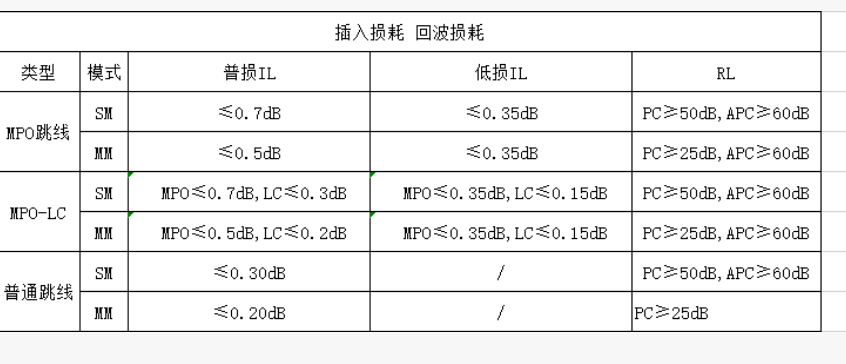 插入损耗 回波损耗
类型 模式 普损IL 低损IL RL
MPO跳线 SM ≤0.7dB ≤0.35dB PC≥50dB,APC≥60dB
MM ≤0.5dB ≤0.35dB PC≥25dB,APC≥60dB
MPO-LC SM MPO≤0.7dB,LC≤0.3dB MPO≤0.35dB,LC≤0.15dB PC≥50dB,APC≥60dB
MM MPO≤0.5dB,LC≤0.2dB MPO≤0.35dB,LC≤0.15dB PC≥25dB,APC≥60dB
普通跳线 SM ≤0.30dB / PC≥50dB,APC≥60dB
MM ≤0.20dB / PC≥25dB